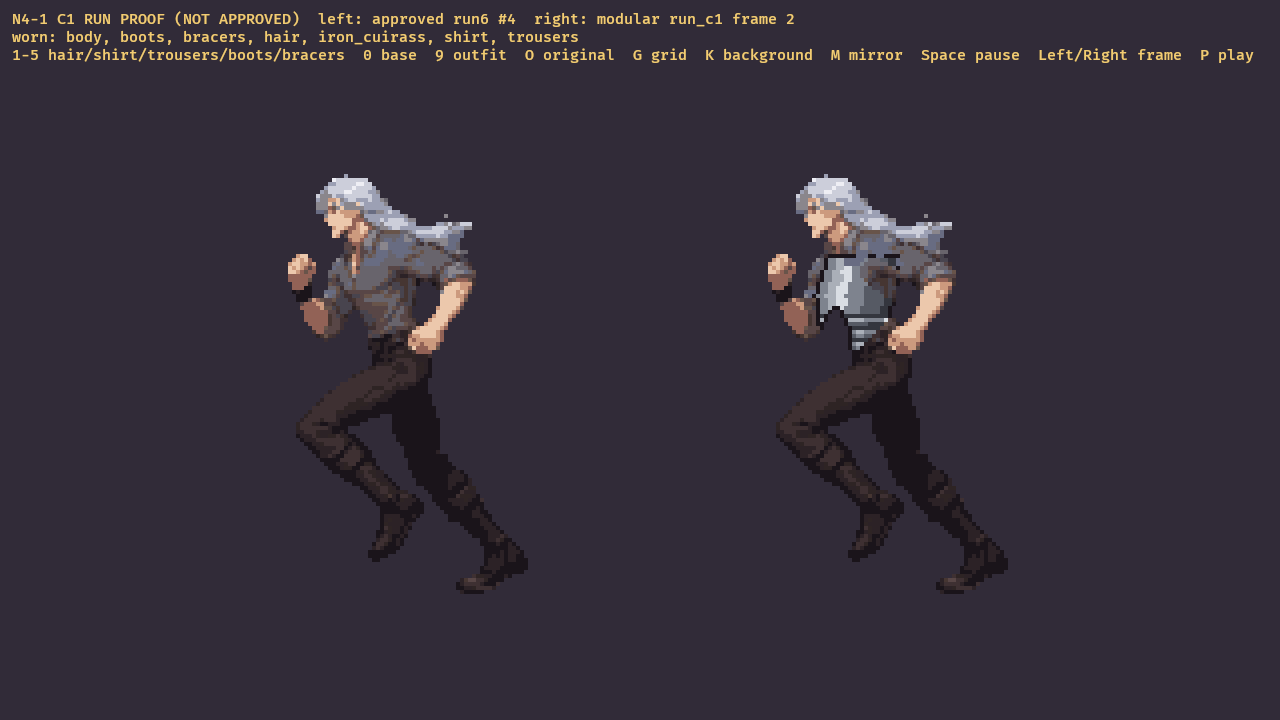 N4-1 C1 RUN PROOF (NOT APPROVED)  left: approved run6 #4  right: modular run_c1 frame 2
worn: body, boots, bracers, hair, iron_cuirass, shirt, trousers
1-5 hair/shirt/trousers/boots/bracers  0 base  9 outfit  O original  G grid  K background  M mirror  Space pause  Left/Right frame  P play